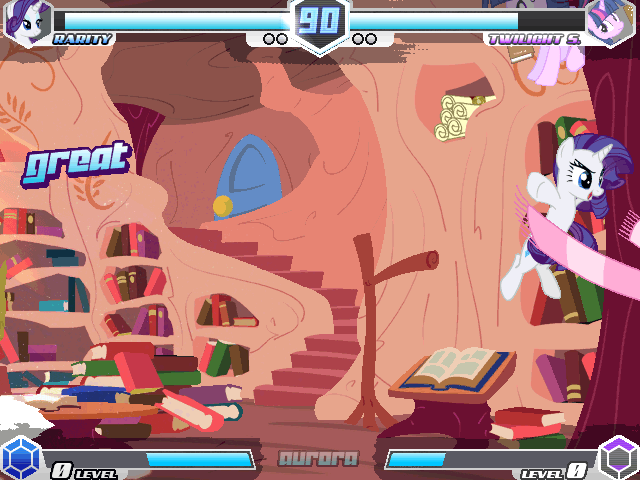 90
RARITY
TWILIGHT S.
great
aurora
0 LEVEL
LEVEL 0